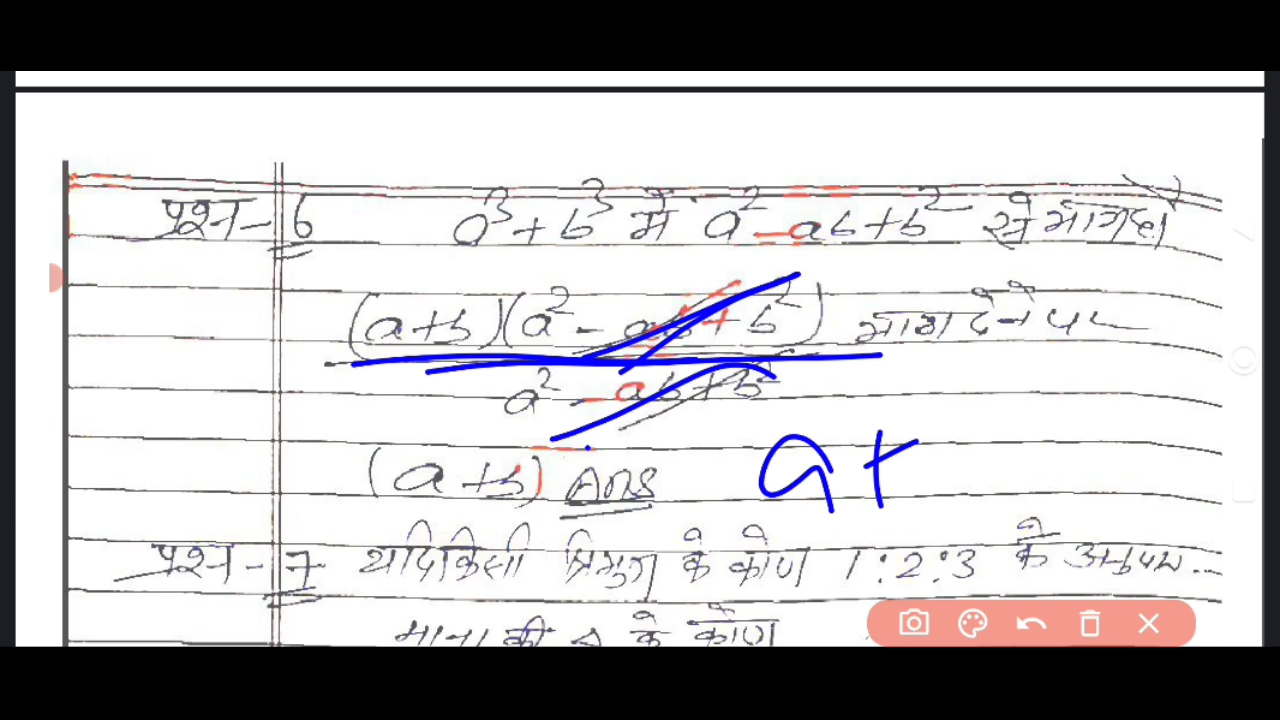 प्रश्न - 6 a³ + b³ में a² - ab + b² से भाग दो
(a+b)(a² - ab + b²) भाग देने पर
a² - ab + b²
(a+b) Ans a+
प्रश्न - 7 यदि किसी त्रिभुज के कोण 1:2:3 के अनुपात...
माना की △ के कोण